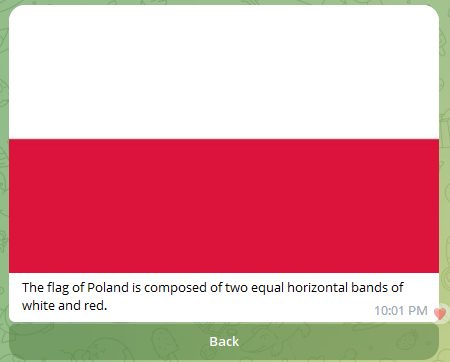 The flag of Poland is composed of two equal horizontal bands of
white and red.
10:01 PM
Back